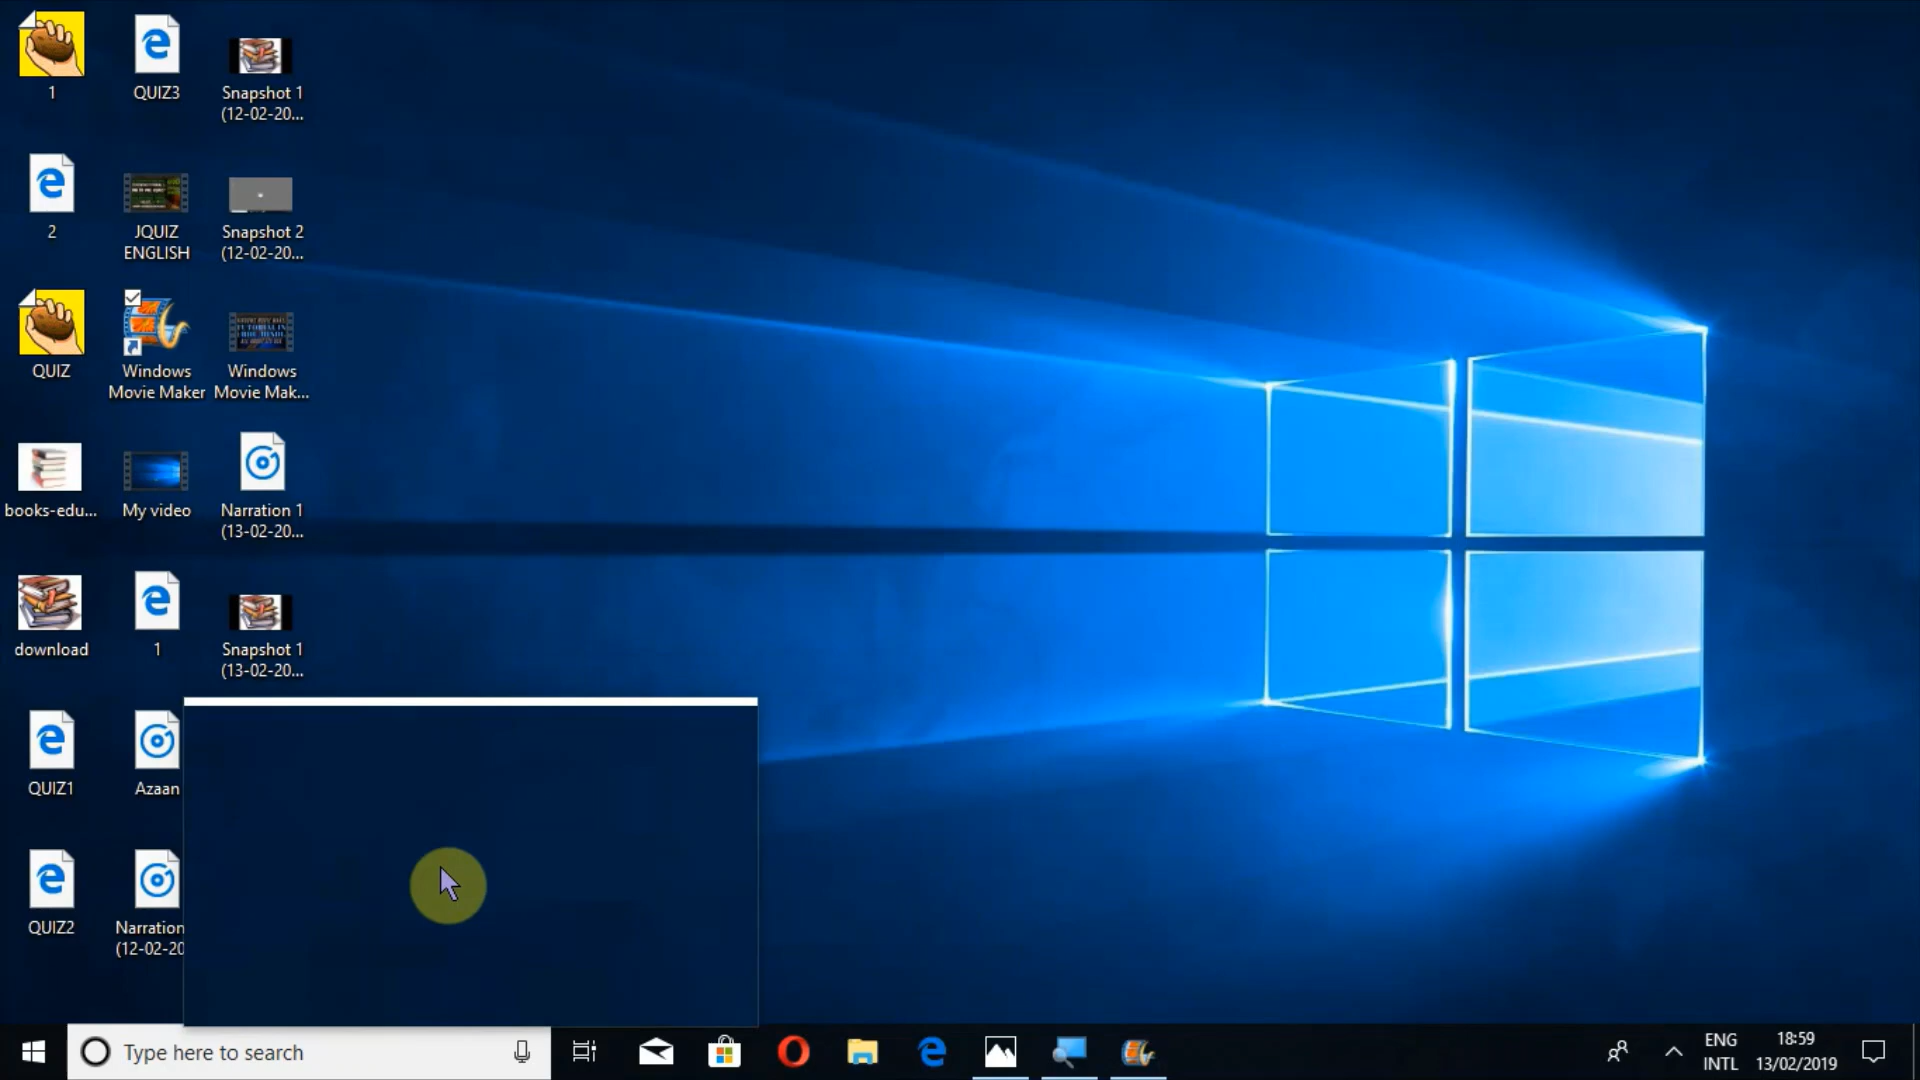 1
QUIZ3
Snapshot 1
(12-02-20...
2
JQUIZ
ENGLISH
Snapshot 2
(12-02-20...
QUIZ
Windows
Movie Maker
Windows
Movie Mak...
books-edu...
My video
Narration 1
(13-02-20...
download
1
Snapshot 1
(13-02-20...
QUIZ1
Azaan
QUIZ2
Narration
(12-02-20
Type here to search
ENG
INTL
18:59
13/02/2019